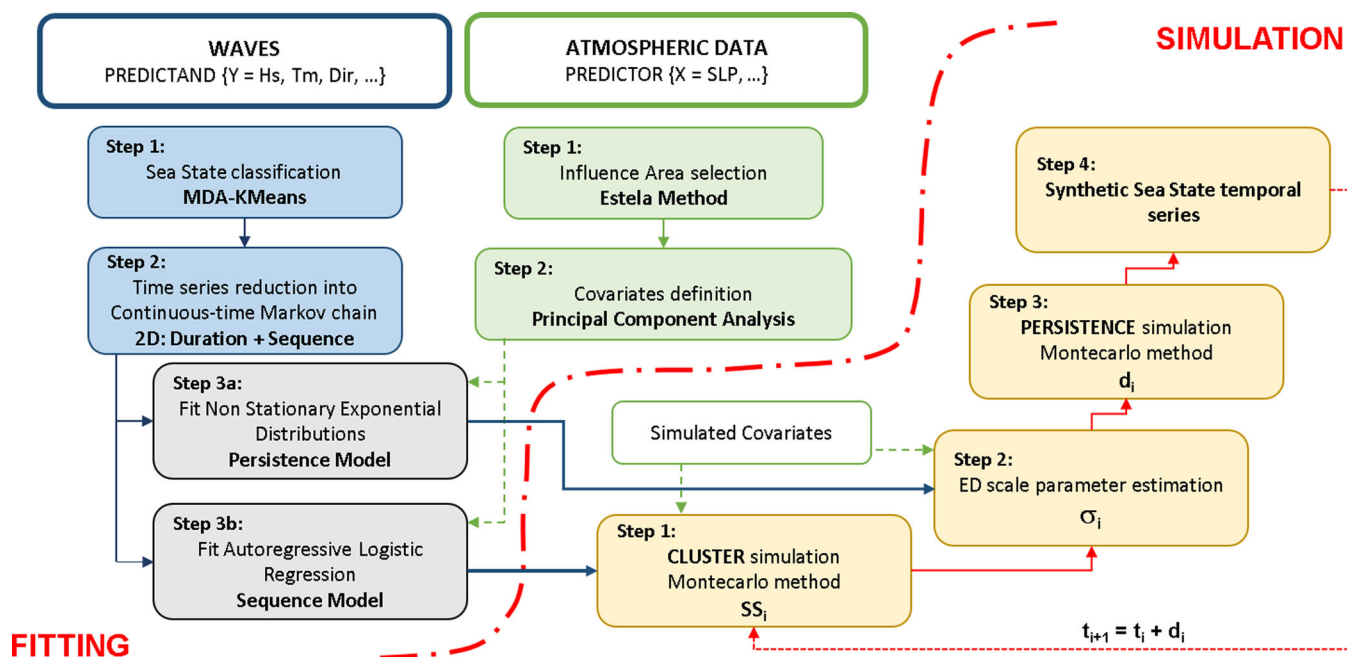 WAVES
PREDICTAND {Y = Hs, Tm, Dir, ...}
ATMOSPHERIC DATA
PREDICTOR {X = SLP, ...}
SIMULATION
Step 1:
Sea State classification
MDA-KMeans
Step 1:
Influence Area selection
Estela Method
Step 2:
Time series reduction into
Continuous-time Markov chain
2D: Duration + Sequence
Step 2:
Covariates definition
Principal Component Analysis
Step 3a:
Fit Non Stationary Exponential
Distributions
Persistence Model
Step 3b:
Fit Autoregressive Logistic
Regression
Sequence Model
FITTING
Simulated Covariates
Step 1:
CLUSTER simulation
Montecarlo method
SSi
Step 2:
ED scale parameter estimation
σi
Step 3:
PERSISTENCE simulation
Montecarlo method
di
Step 4:
Synthetic Sea State temporal
series
ti+1 = ti + di